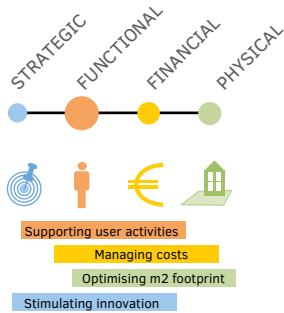 STRATEGIC
FUNCTIONAL
FINANCIAL
PHYSICAL
Supporting user activities
Managing costs
Optimising m2 footprint
Stimulating innovation